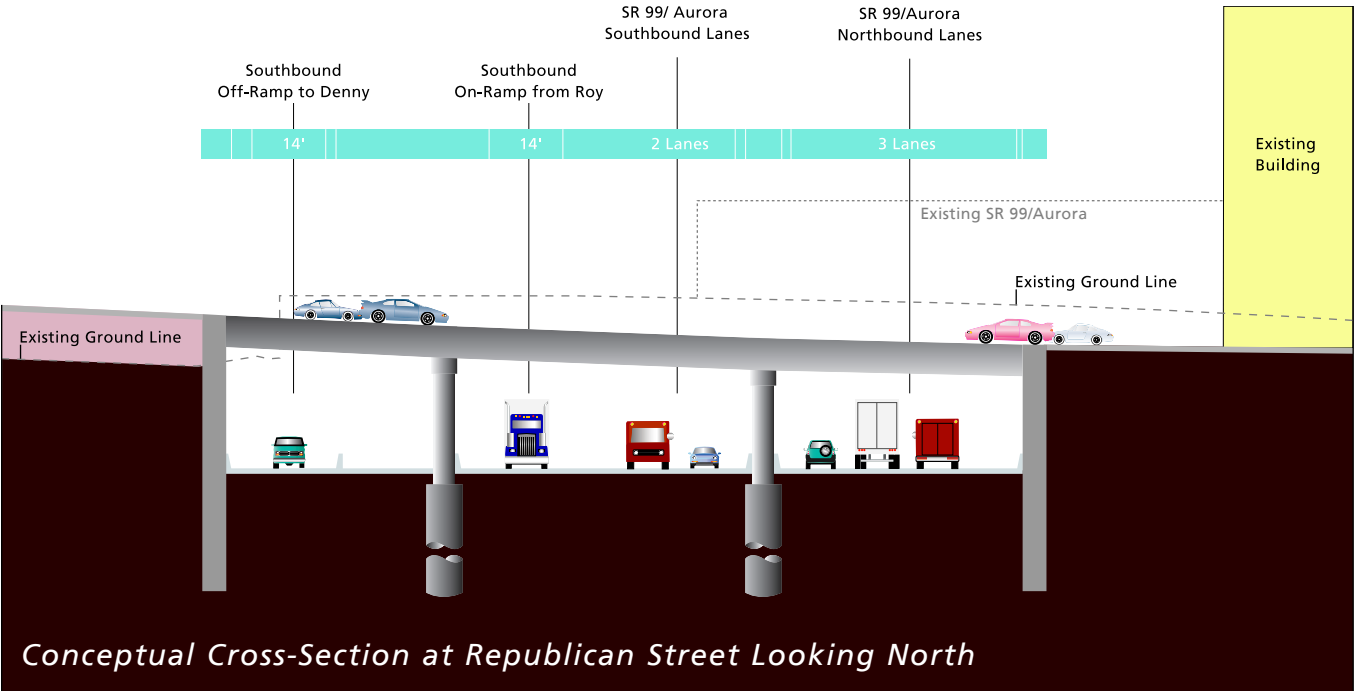 SR 99/ Aurora
Southbound Lanes
SR 99/Aurora
Northbound Lanes
Southbound
Off-Ramp to Denny
Southbound
On-Ramp from Roy
14'
14'
2 Lanes
3 Lanes
Existing
Building
Existing SR 99/Aurora
Existing Ground Line
Existing Ground Line
Conceptual Cross-Section at Republican Street Looking North